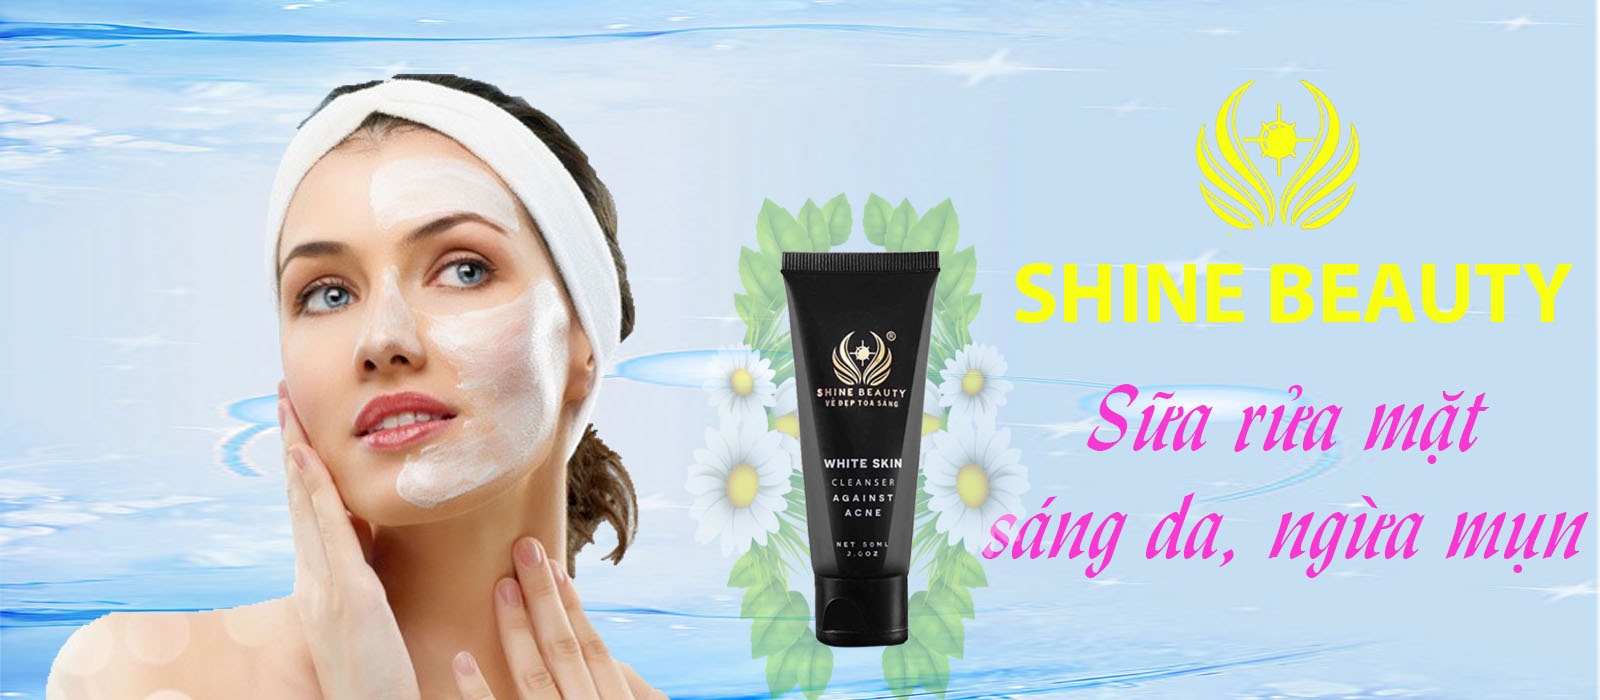 SHINE BEAUTY
Sữa rửa mặt
sáng da, ngừa mụn
®
SHINE BEAUTY
VẺ ĐẸP TỎA SÁNG
WHITE SKIN
CLEANSER
AGAINST
ACNE
NET 50ML
2.0OZ